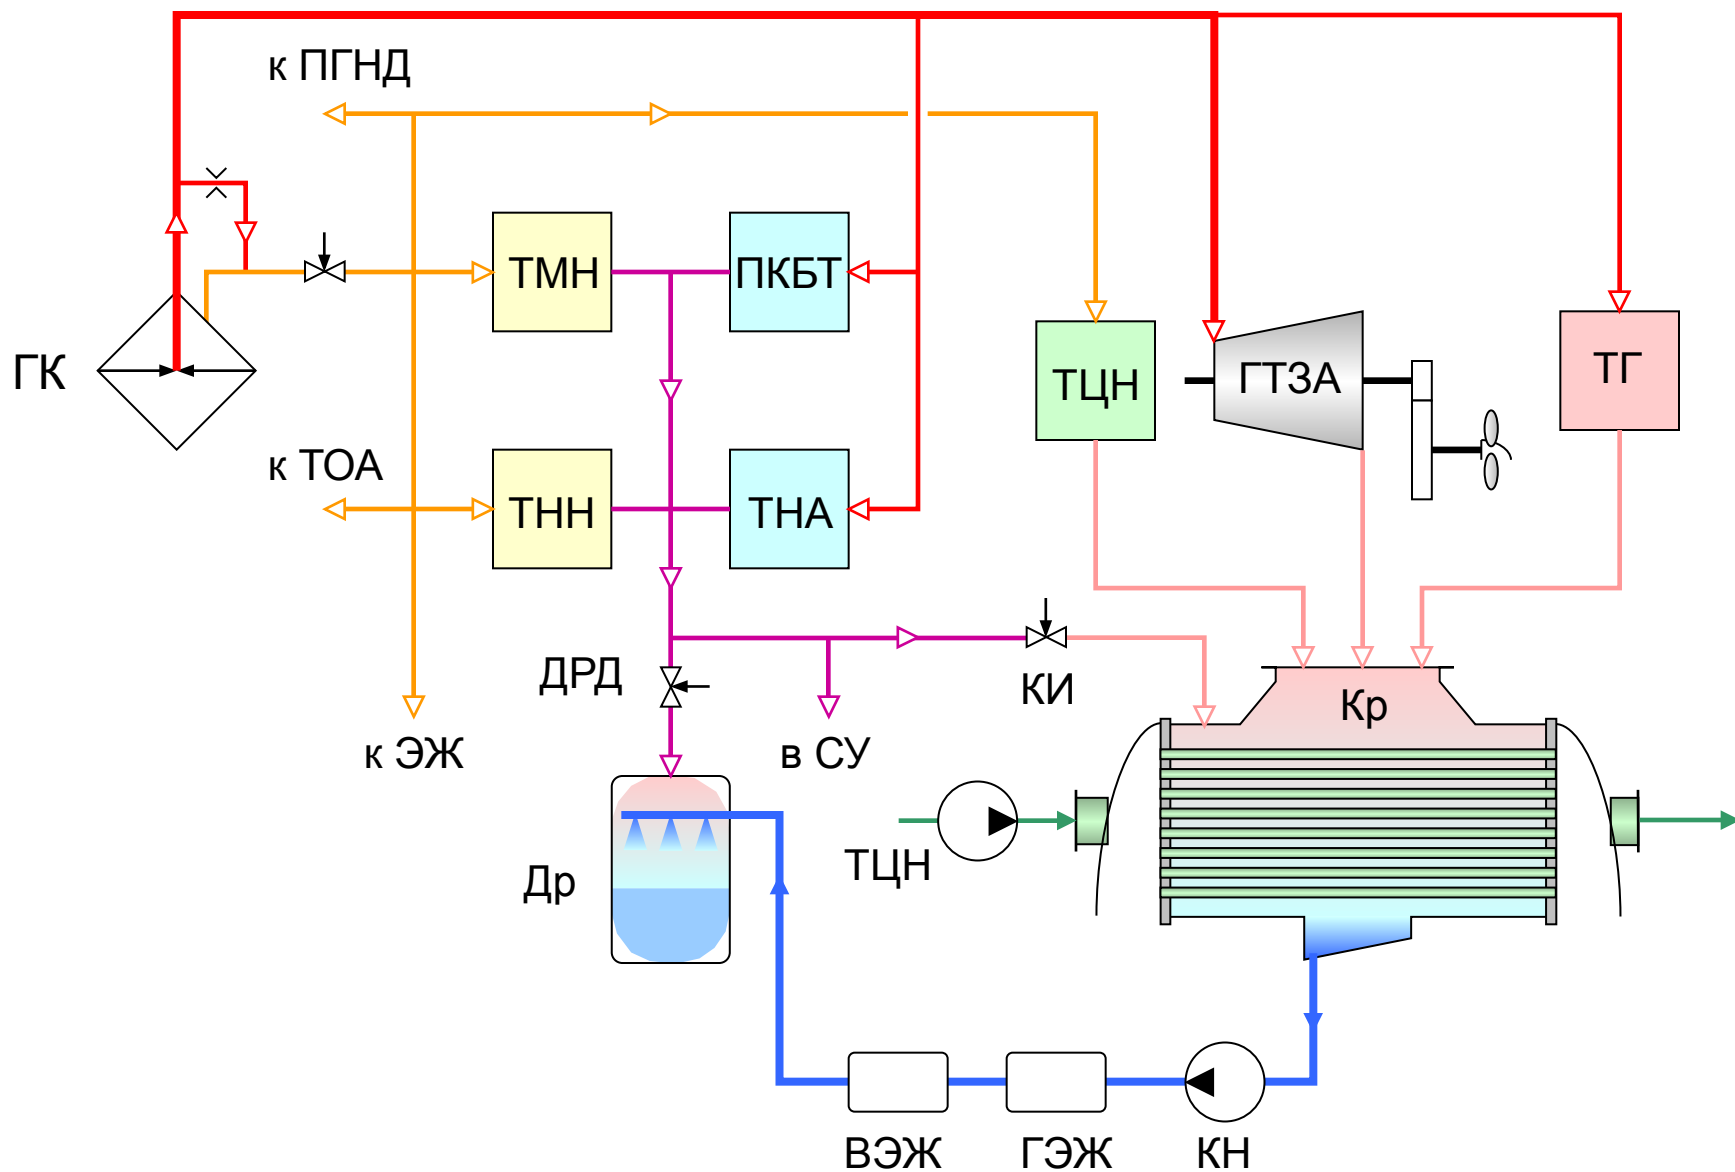 к ПГНД
ТМН
ПКБТ
ГК
ТЦН
ГТЗА
ТГ
к ТОА
ТНН
ТНА
ДРД
КИ
Кр
к ЭЖ
в СУ
ТЦН
Др
ВЭЖ
ГЭЖ
КН